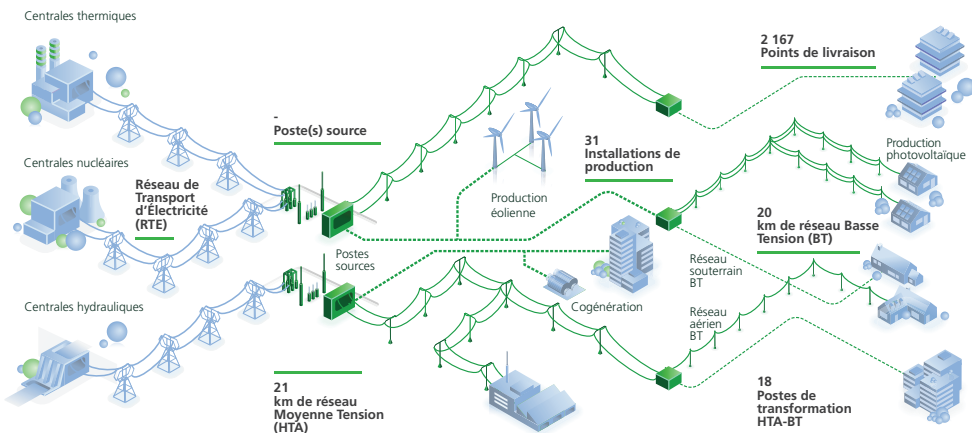 Centrales thermiques
2 167
Points de livraison
-
Poste(s) source
31
Installations de
production
Production
photovoltaïque
Centrales nucléaires
Réseau de
Transport
d'Électricité
(RTE)
Production
éolienne
20
km de réseau Basse
Tension (BT)
Postes
sources
Réseau
souterrain
BT
Centrales hydrauliques
Cogénération
Réseau
aérien
BT
21
km de réseau
Moyenne Tension
(HTA)
18
Postes de
transformation
HTA-BT